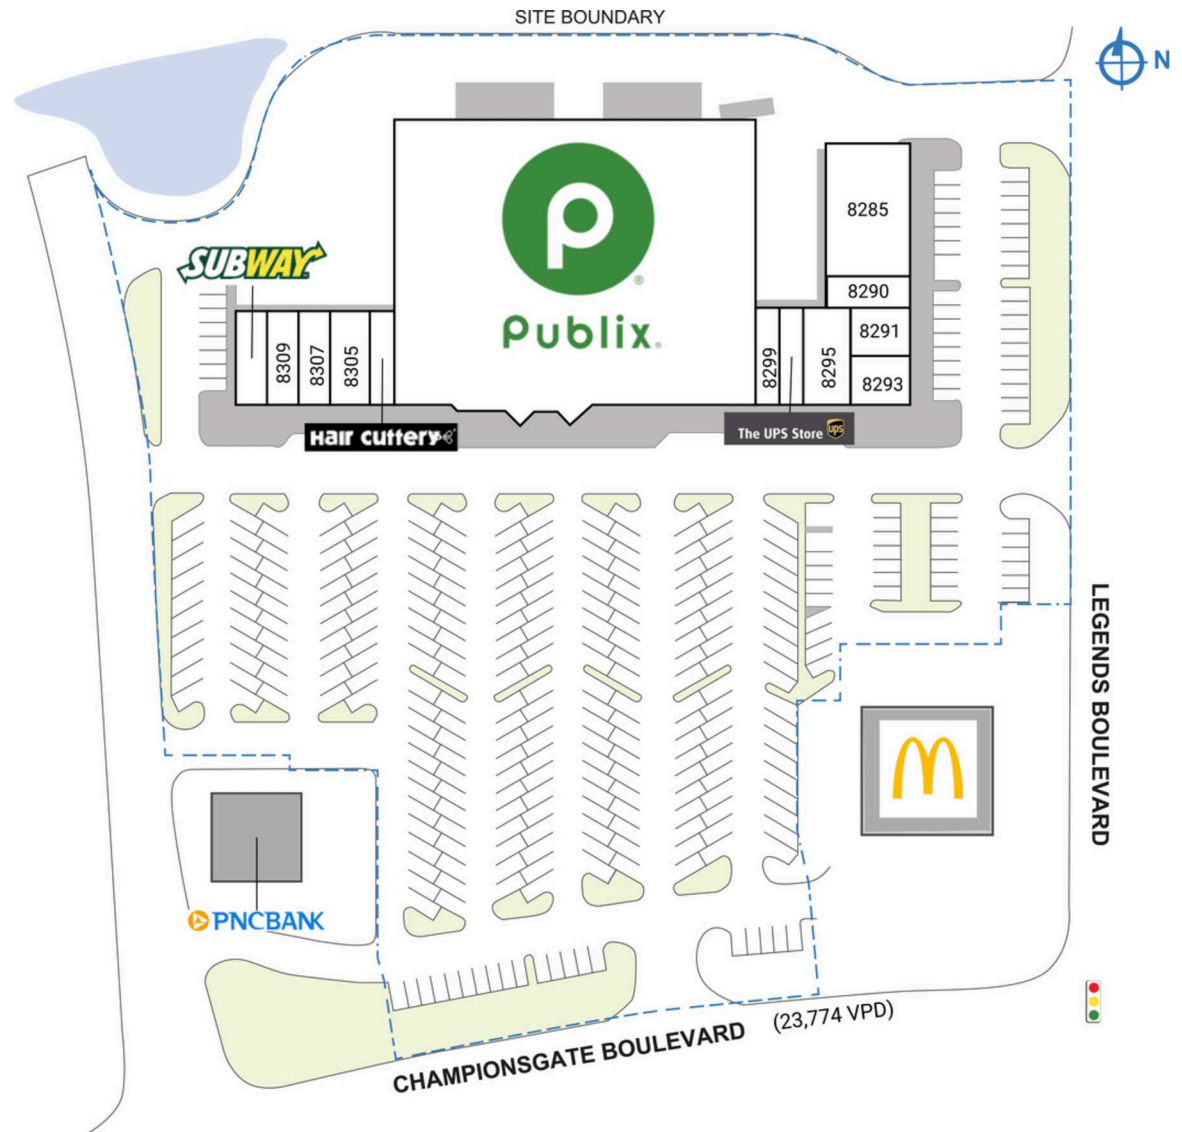 SITE BOUNDARY
N
SUBWAY
Publix®
8285
8290
8291
8293
8295
8299
8309
8307
8305
Hair Cuttery
The UPS Store ups
LEGENDS BOULEVARD
PNCBANK
CHAMPIONSGATE BOULEVARD (23,774 VPD)